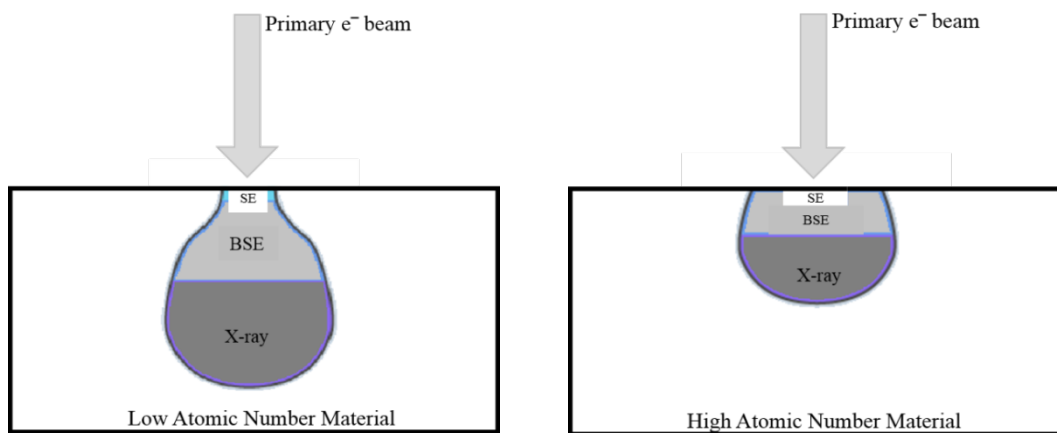 Primary e⁻ beam
SE
BSE
X-ray
Low Atomic Number Material
Primary e⁻ beam
SE
BSE
X-ray
High Atomic Number Material